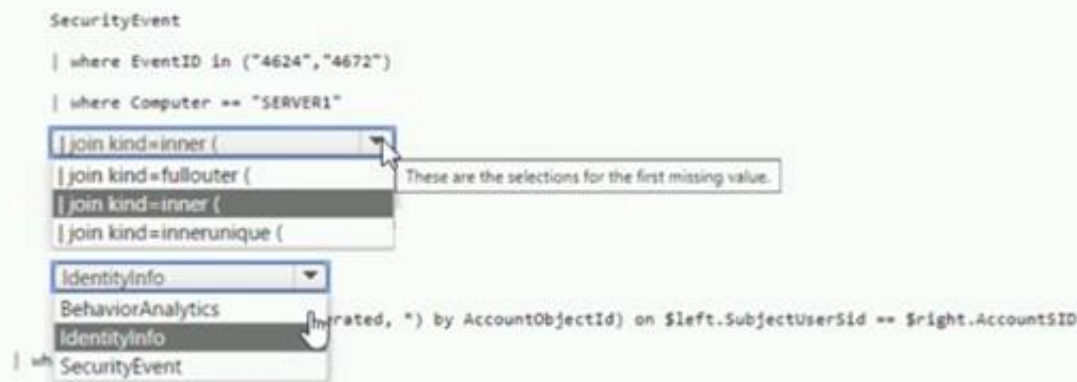 SecurityEvent
| where EventID in ("4624","4672")
| where Computer == "SERVER1"
| join kind=inner (
| join kind=fullouter (
These are the selections for the first missing value.
| join kind=inner (
| join kind=innerunique (
IdentityInfo
BehaviorAnalytics
rated, *) by AccountObjectId) on $left.SubjectUserSid == $right.AccountSID
IdentityInfo
| wh
SecurityEvent